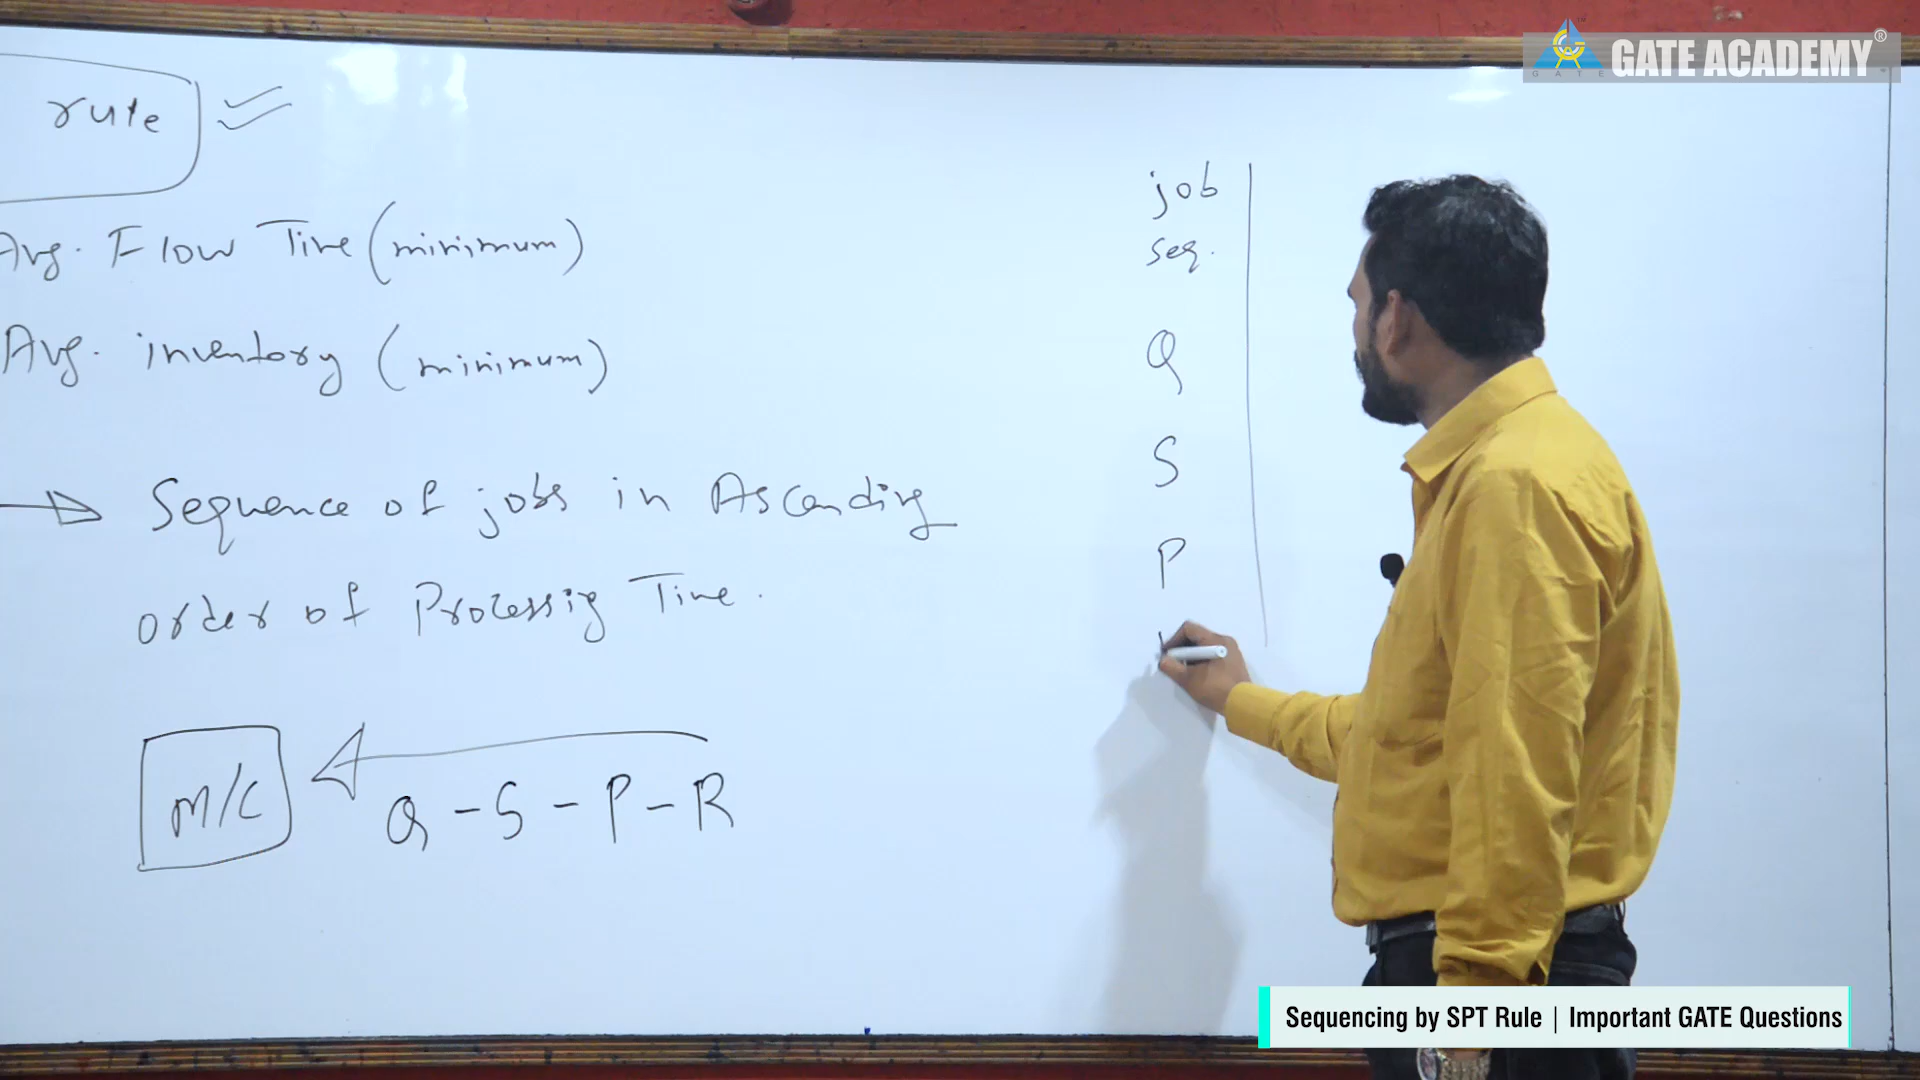 GATE ACADEMY®
GATE
rule
Avg. Flow Time (minimum)
Avg. inventory (minimum)
Sequence of jobs in Ascending
order of Processing Time.
M/C
Q - S - P - R
job
seq.
Q
S
P
Sequencing by SPT Rule | Important GATE Questions